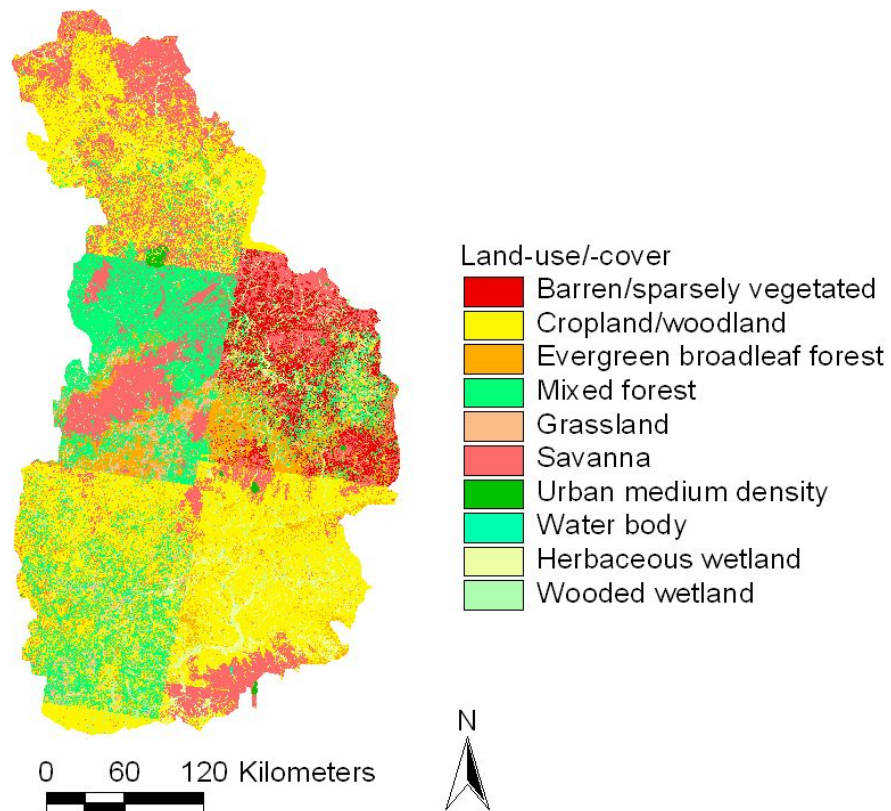 Land-use/-cover
Barren/sparsely vegetated
Cropland/woodland
Evergreen broadleaf forest
Mixed forest
Grassland
Savanna
Urban medium density
Water body
Herbaceous wetland
Wooded wetland
N
0 60 120 Kilometers